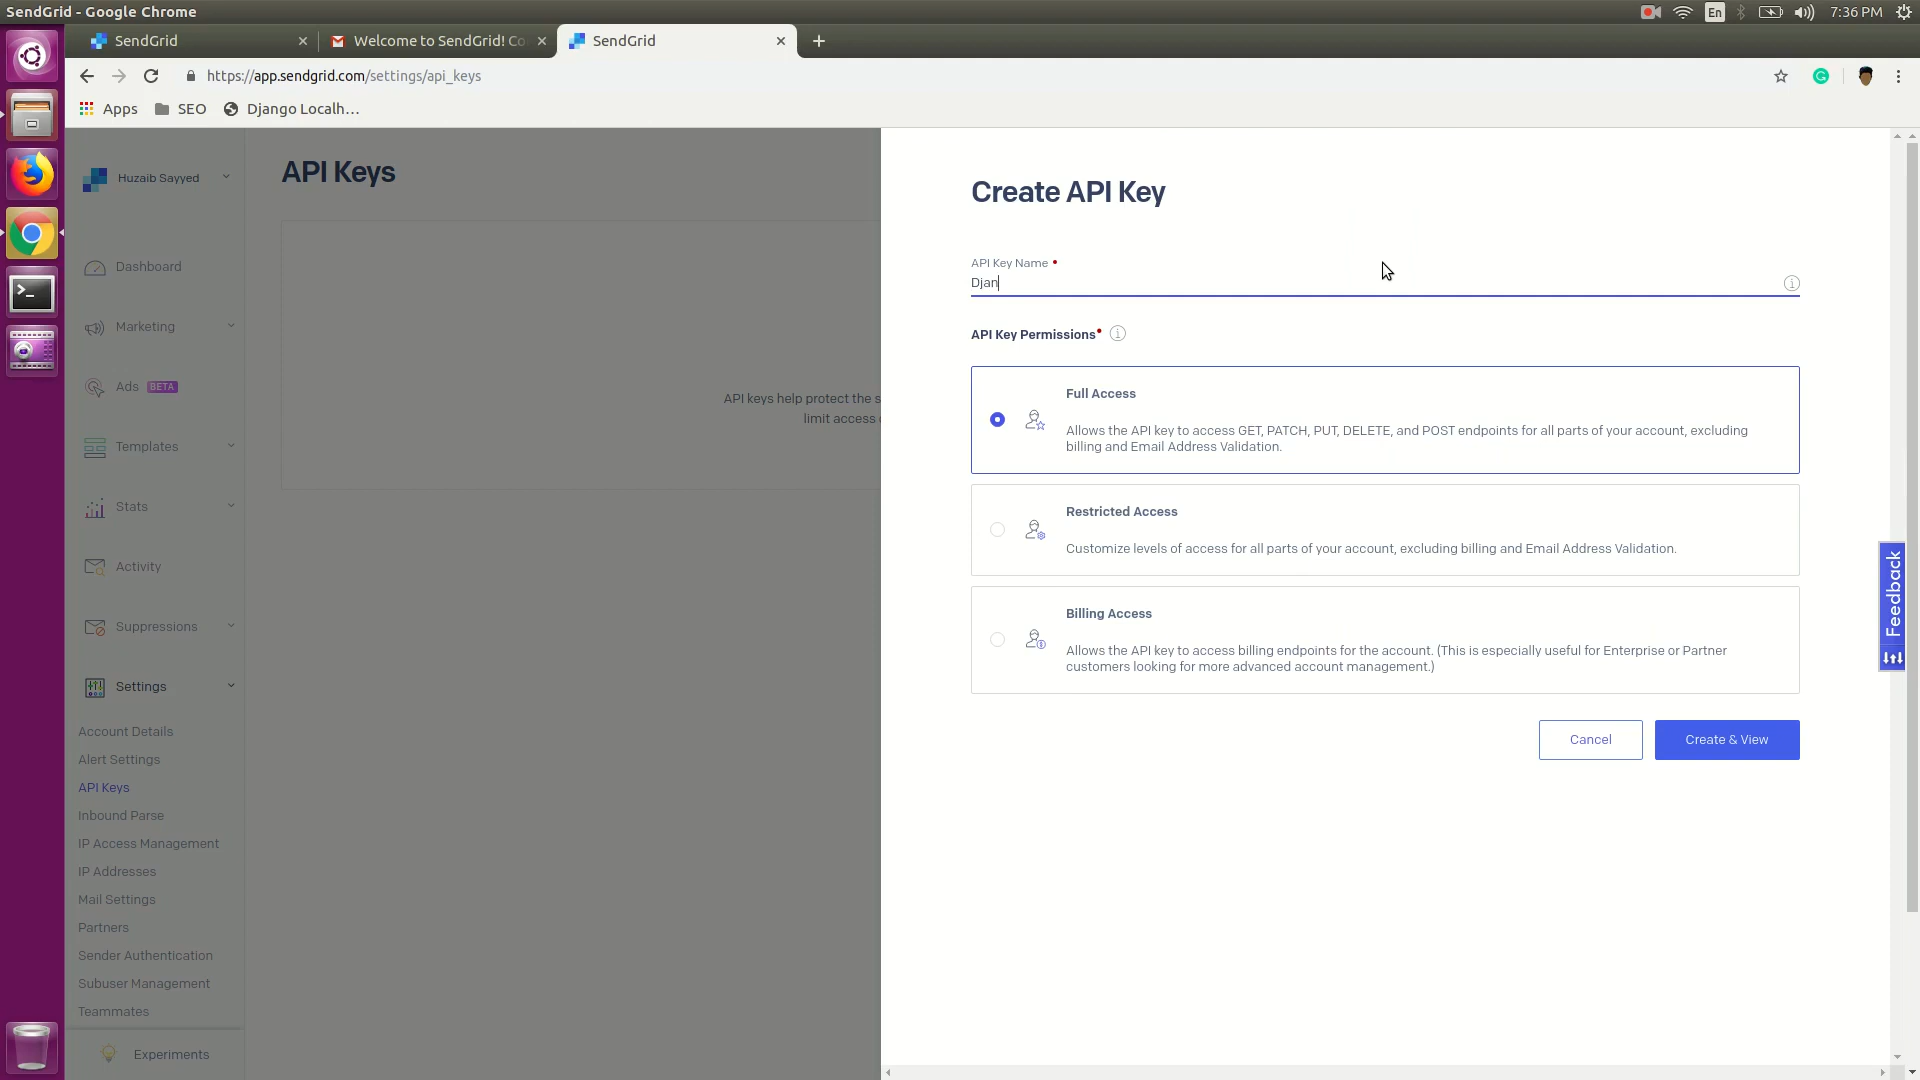 SendGrid - Google Chrome
En
7:36 PM
SendGrid
Welcome to SendGrid! Co
SendGrid
https://app.sendgrid.com/settings/api_keys
Apps
SEO
Django Localh...
Huzaib Sayyed
Dashboard
Marketing
Ads BETA
Templates
Stats
Activity
Suppressions
Settings
Account Details
Alert Settings
API Keys
Inbound Parse
IP Access Management
IP Addresses
Mail Settings
Partners
Sender Authentication
Subuser Management
Teammates
Experiments
API Keys
API keys help protect the s
limit access
Create API Key
API Key Name •
Djan
API Key Permissions•
Full Access
Allows the API key to access GET, PATCH, PUT, DELETE, and POST endpoints for all parts of your account, excluding
billing and Email Address Validation.
Restricted Access
Customize levels of access for all parts of your account, excluding billing and Email Address Validation.
Billing Access
Allows the API key to access billing endpoints for the account. (This is especially useful for Enterprise or Partner
customers looking for more advanced account management.)
Cancel
Create & View
Feedback